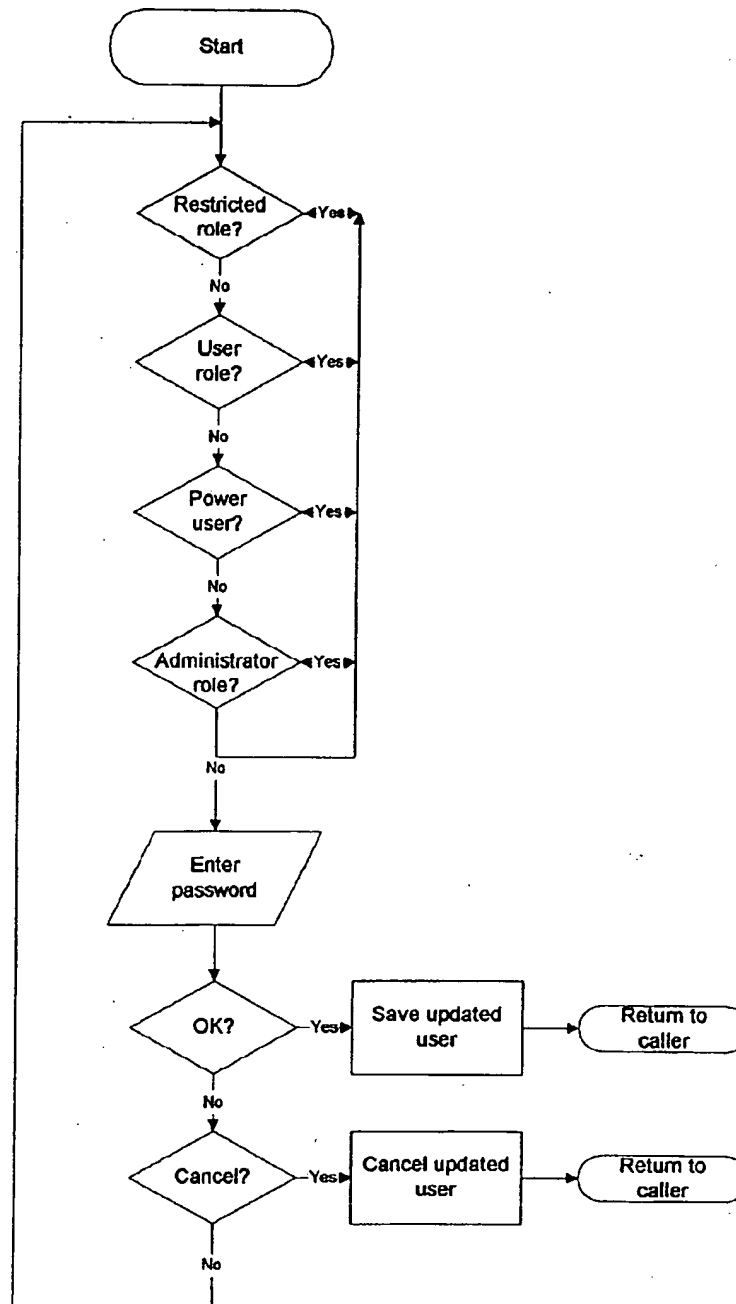 Start
Restricted
role?
Yes
No
User
role?
Yes
No
Power
user?
Yes
No
Administrator
role?
Yes
No
Enter
password
OK?
Yes
Save updated
user
Return to
caller
No
Cancel?
Yes
Cancel updated
user
Return to
caller
No